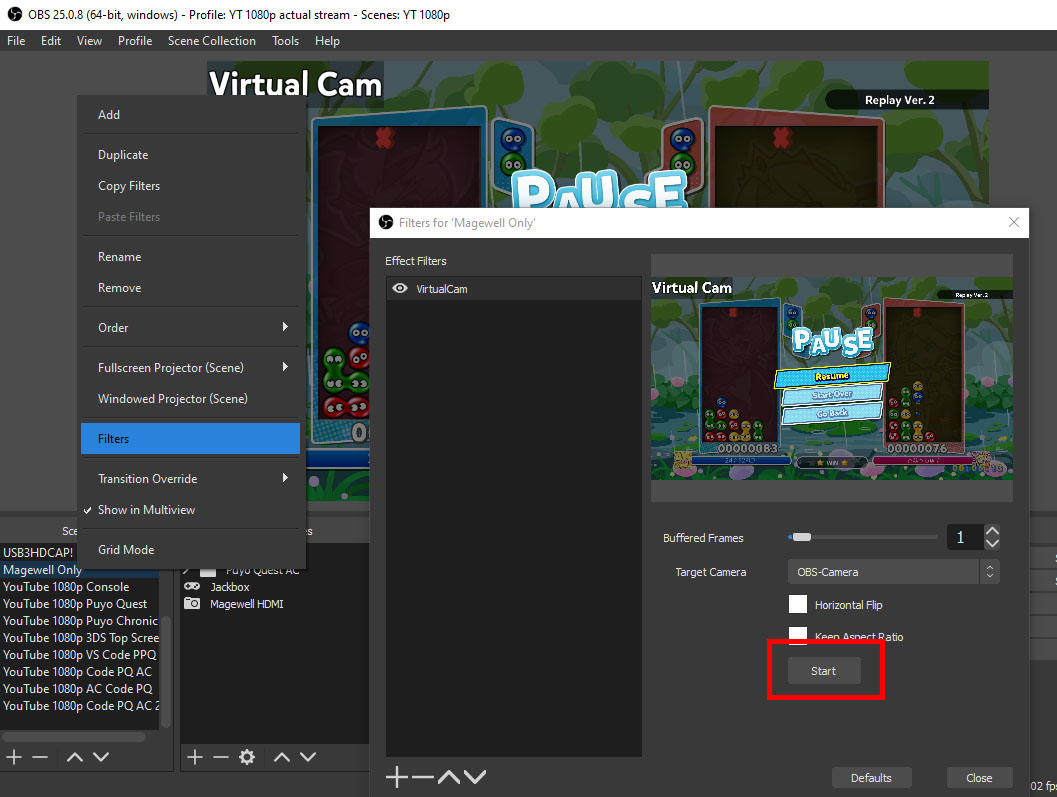 OBS 25.0.8 (64-bit, windows) - Profile: YT 1080p actual stream - Scenes: YT 1080p
File Edit View Profile Scene Collection Tools Help
Virtual Cam
Replay Ver. 2
PAUSE
Add
Duplicate
Copy Filters
Paste Filters
Rename
Remove
Order
Fullscreen Projector (Scene)
Windowed Projector (Scene)
Filters
Transition Override
Show in Multiview
Grid Mode
Filters for 'Magewell Only'
Effect Filters
VirtualCam
Virtual Cam
Replay Ver. 2
PAUSE
Resume
Start Over
Go Back
00000083
00000076
WIN
Buffered Frames
1
Target Camera
OBS-Camera
Horizontal Flip
Keep Aspect Ratio
Start
Defaults
Close
USB3HDCAP!
Magewell Only
YouTube 1080p Console
YouTube 1080p Puyo Quest
YouTube 1080p Puyo Chronic
YouTube 1080p 3DS Top Scree
YouTube 1080p VS Code PPQ
YouTube 1080p Code PQ AC
YouTube 1080p AC Code PQ
YouTube 1080p Code PQ AC 2
Puyo Quest AC
Jackbox
Magewell HDMI
02 fps